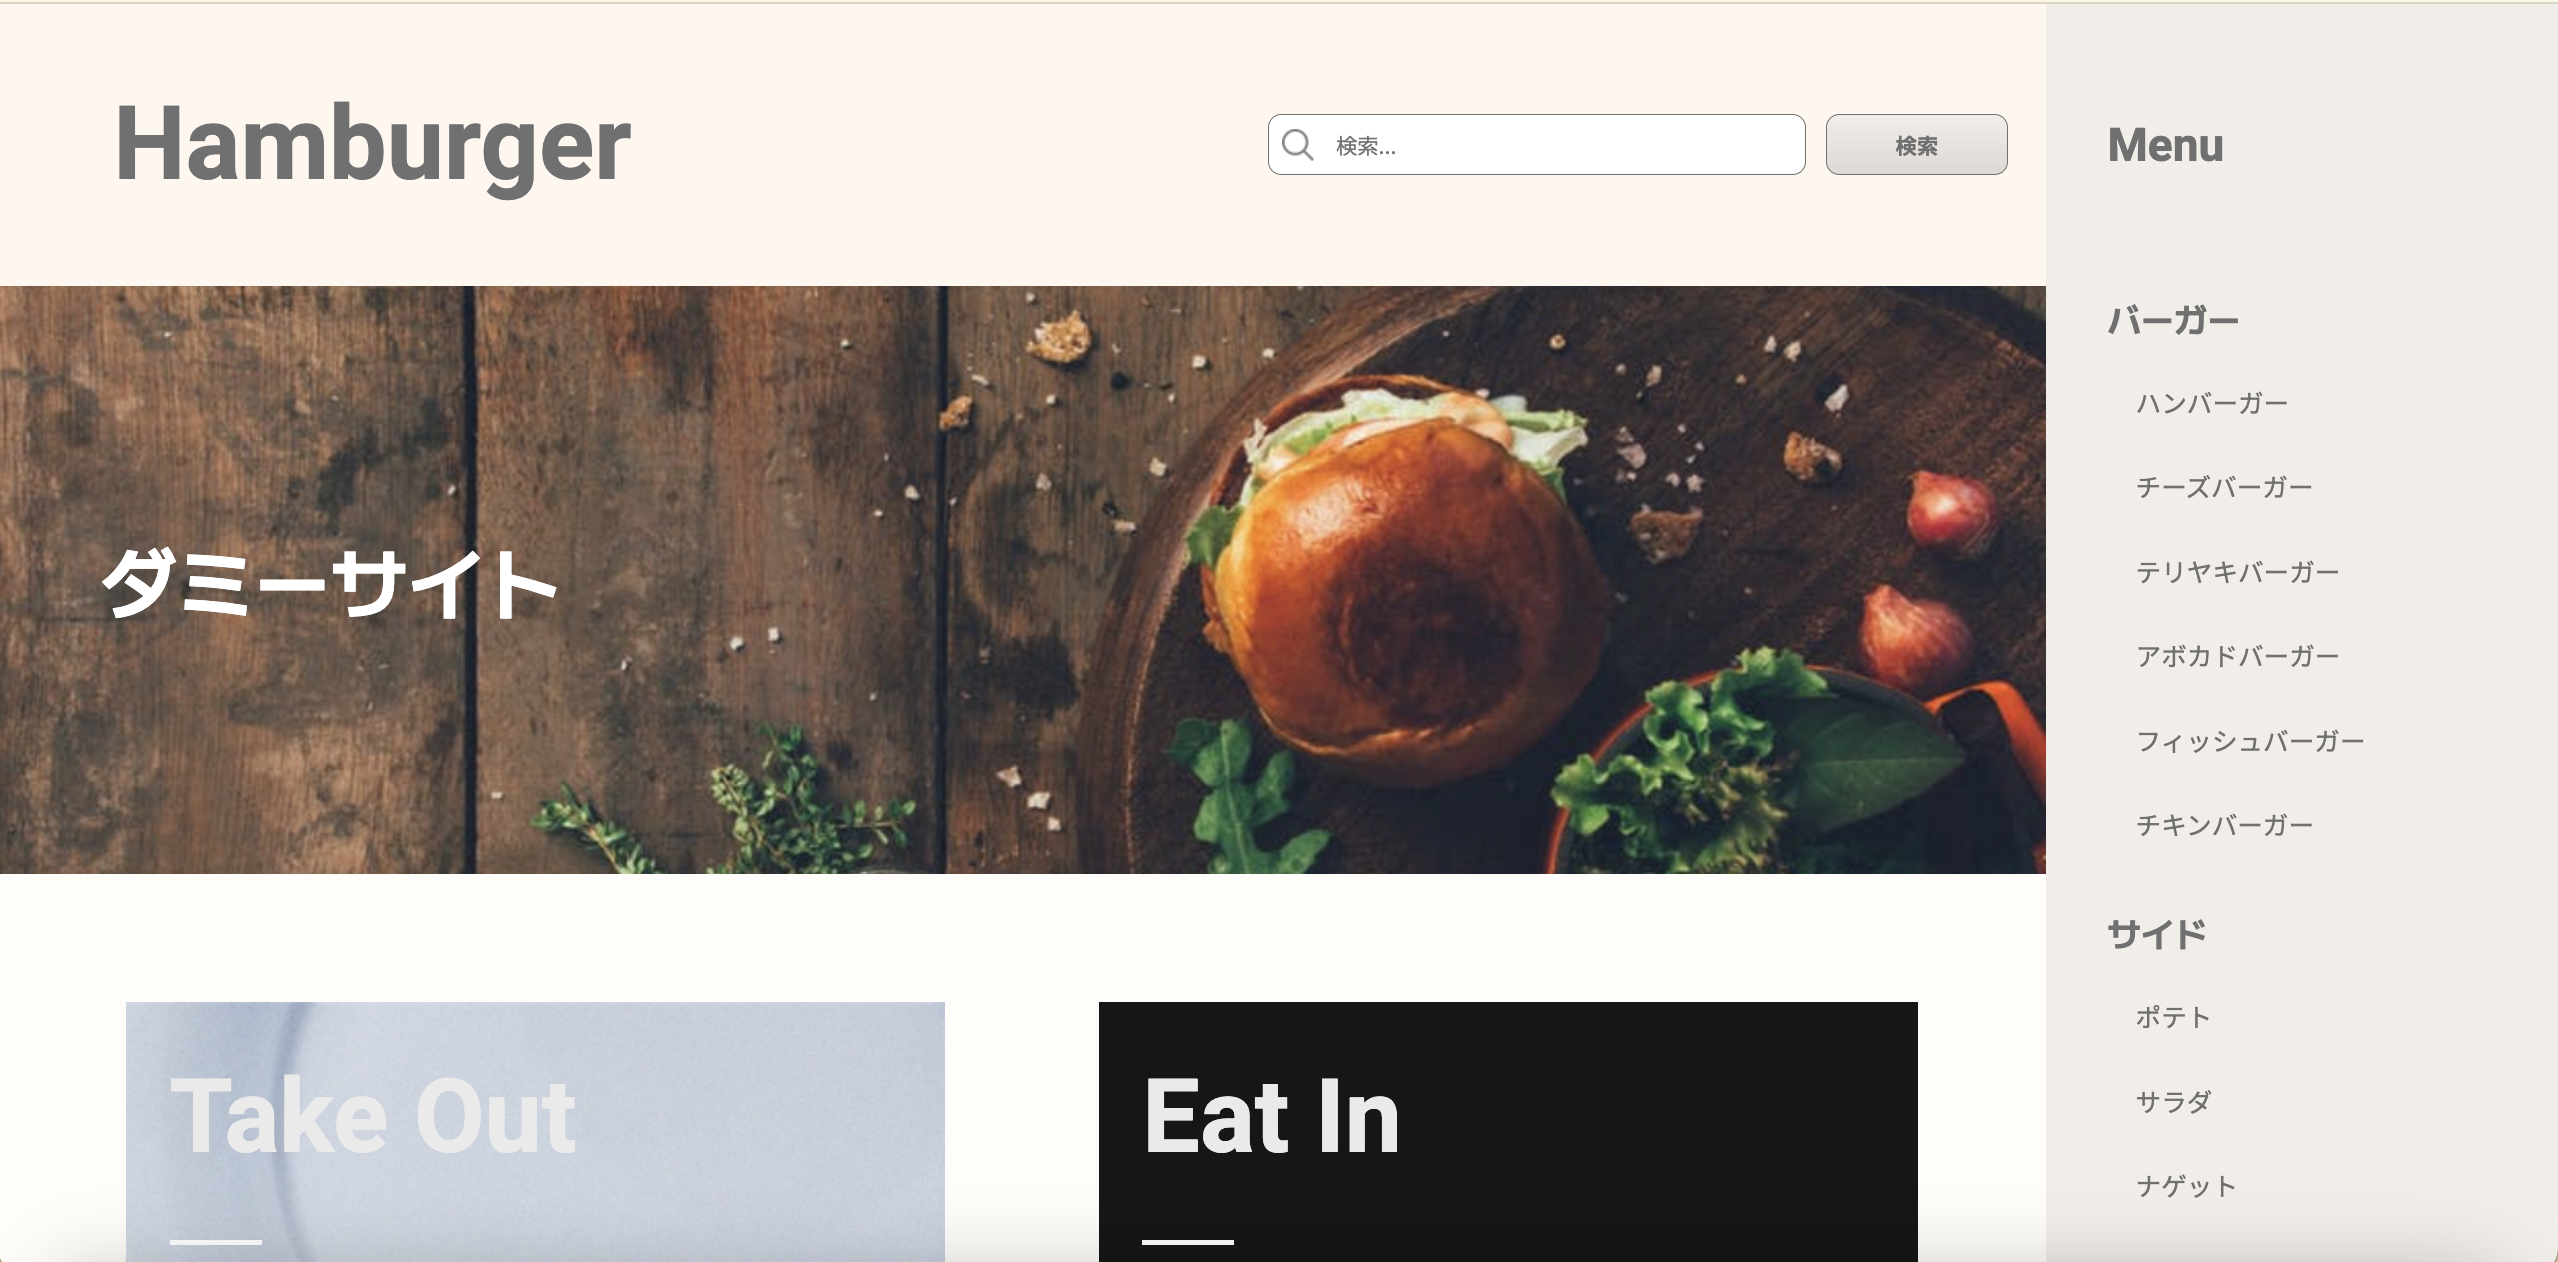 Hamburger
検索...
検索
ダミーサイト
Take Out
Eat In
Menu
バーガー
ハンバーガー
チーズバーガー
テリヤキバーガー
アボカドバーガー
フィッシュバーガー
チキンバーガー
サイド
ポテト
サラダ
ナゲット